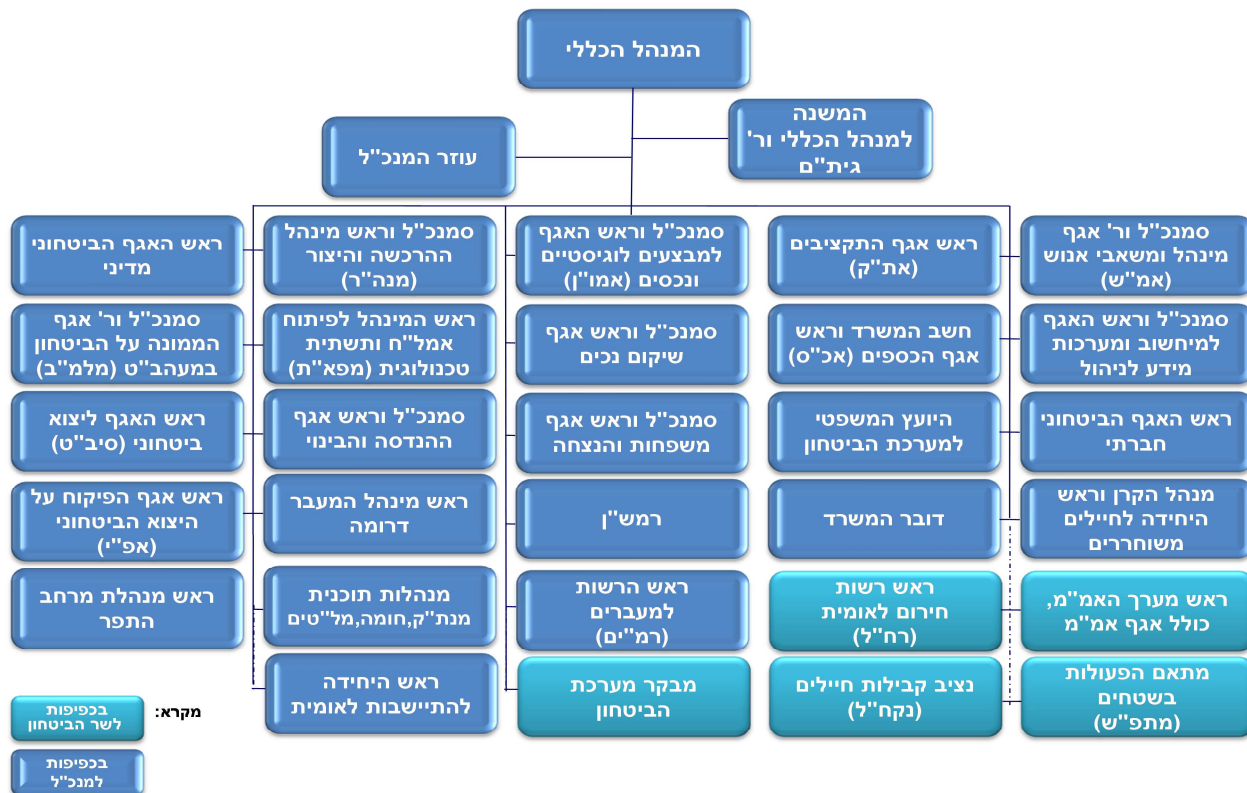 המנהל הכללי
המשנה
למנהל הכללי ור'
גית"ם
עוזר המנכ"ל
סמנכ"ל ור' אגף
מינהל ומשאבי אנוש
(אמ"ש)
ראש אגף התקציבים
(את"ק)
סמנכ"ל וראש האגף
למבצעים לוגיסטיים
ונכסים (אמו"ן)
סמנכ"ל וראש מינהל
ההרכשה והיצור
(מנה"ר)
ראש האגף הביטחוני
מדיני
סמנכ"ל וראש האגף
למיחשוב ומערכות
מידע לניהול
חשב המשרד וראש
אגף הכספים (אכ"ס)
סמנכ"ל וראש אגף
שיקום נכים
ראש המינהל לפיתוח
אמל"ח ותשתית
טכנולוגית (מפא"ת)
סמנכ"ל ור' אגף
הממונה על הביטחון
במעהב"ט (מלמ"ב)
ראש האגף הביטחוני
חברתי
היועץ המשפטי
למערכת הביטחון
סמנכ"ל וראש אגף
משפחות והנצחה
סמנכ"ל וראש אגף
ההנדסה והבינוי
ראש האגף ליצוא
ביטחוני (סיב"ט)
מנהל הקרן וראש
היחידה לחיילים
משוחררים
דובר המשרד
רמש"ן
ראש מינהל המעבר
דרומה
ראש אגף הפיקוח על
היצוא הביטחוני
(אפ"י)
ראש מערך האמ"מ,
כולל אגף אמ"מ
ראש רשות
חירום לאומית
(רח"ל)
ראש הרשות
למעברים
(רמ"ים)
מנהלות תוכנית
מנת"ק,חומה,מל"טים
ראש מנהלת מרחב
התפר
מתאם הפעולות
בשטחים
(מתפ"ש)
נציב קבילות חיילים
(נקח"ל)
מבקר מערכת
הביטחון
ראש היחידה
להתיישבות לאומית
מקרא:
בכפיפות
לשר הביטחון
בכפיפות
למנכ"ל